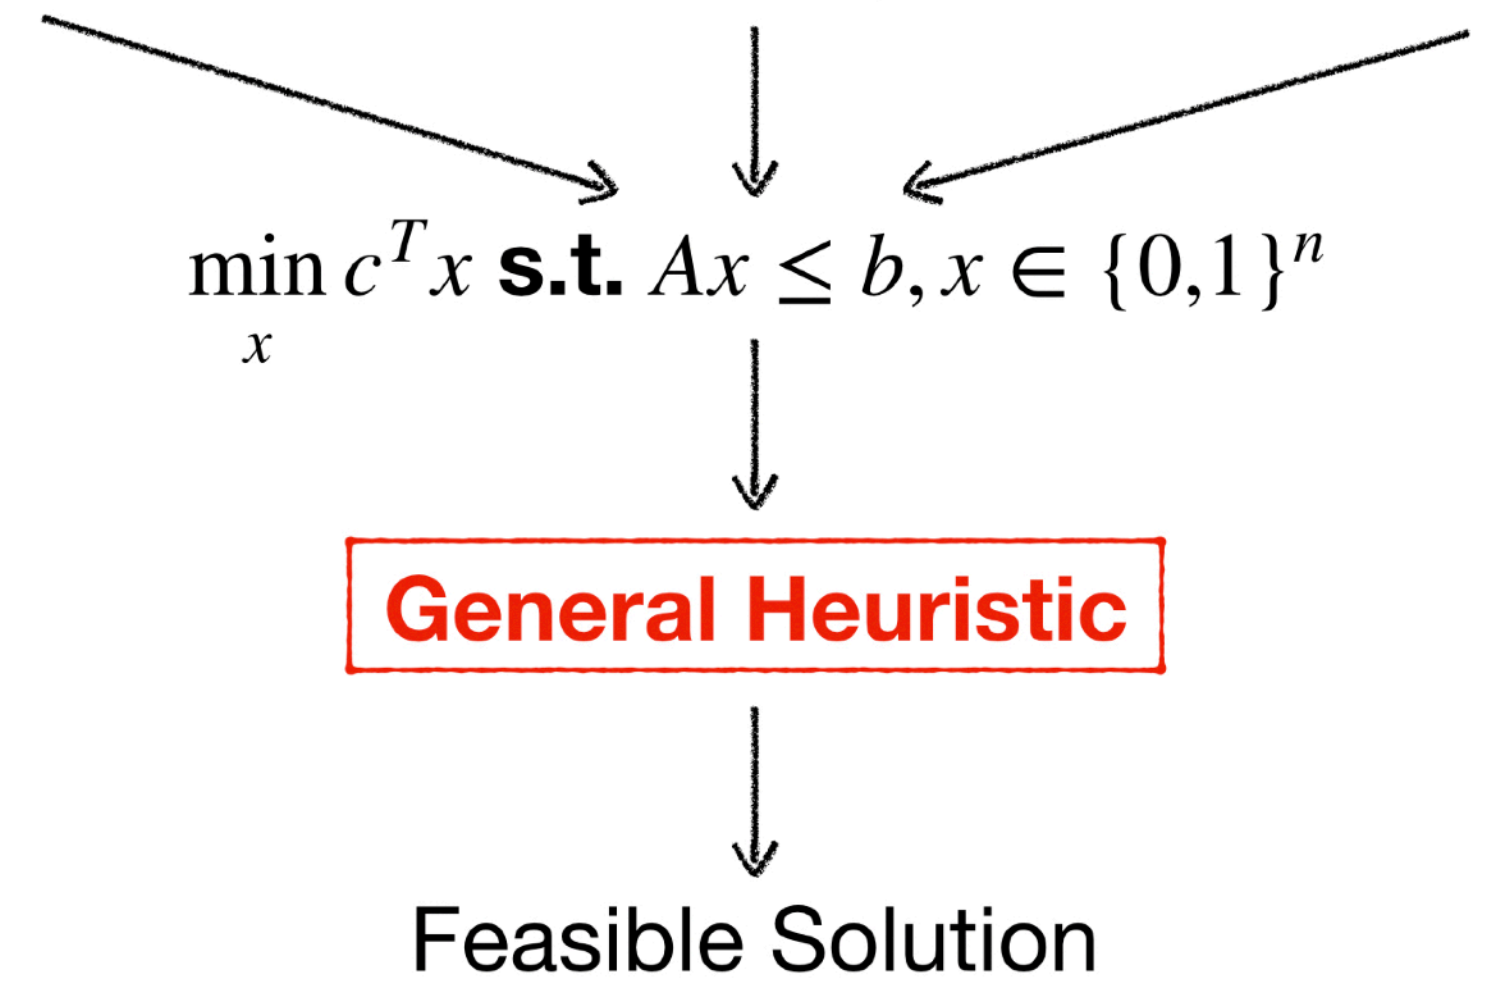 min c^T x s.t. Ax ≤ b, x ∈ {0,1}^n
x
General Heuristic
Feasible Solution